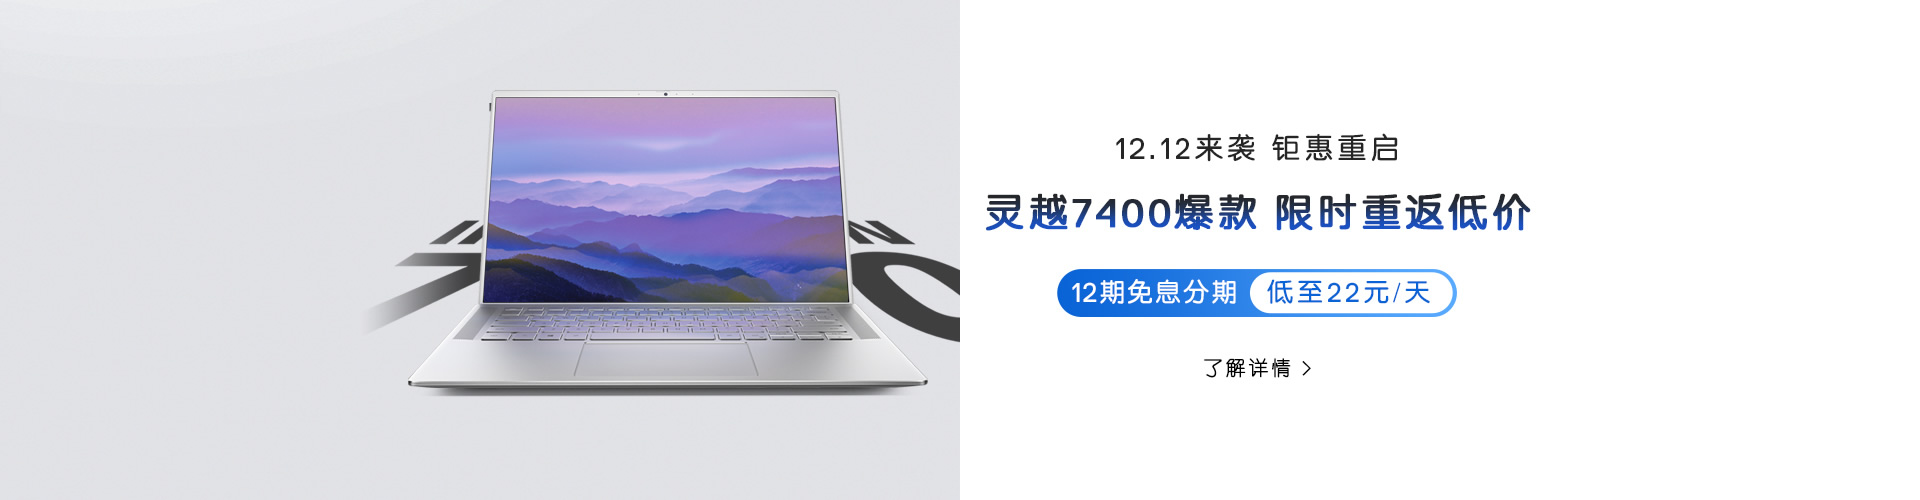 12.12来袭 钜惠重启
灵越7400爆款 限时重返低价
12期免息分期 低至22元/天
了解详情 >